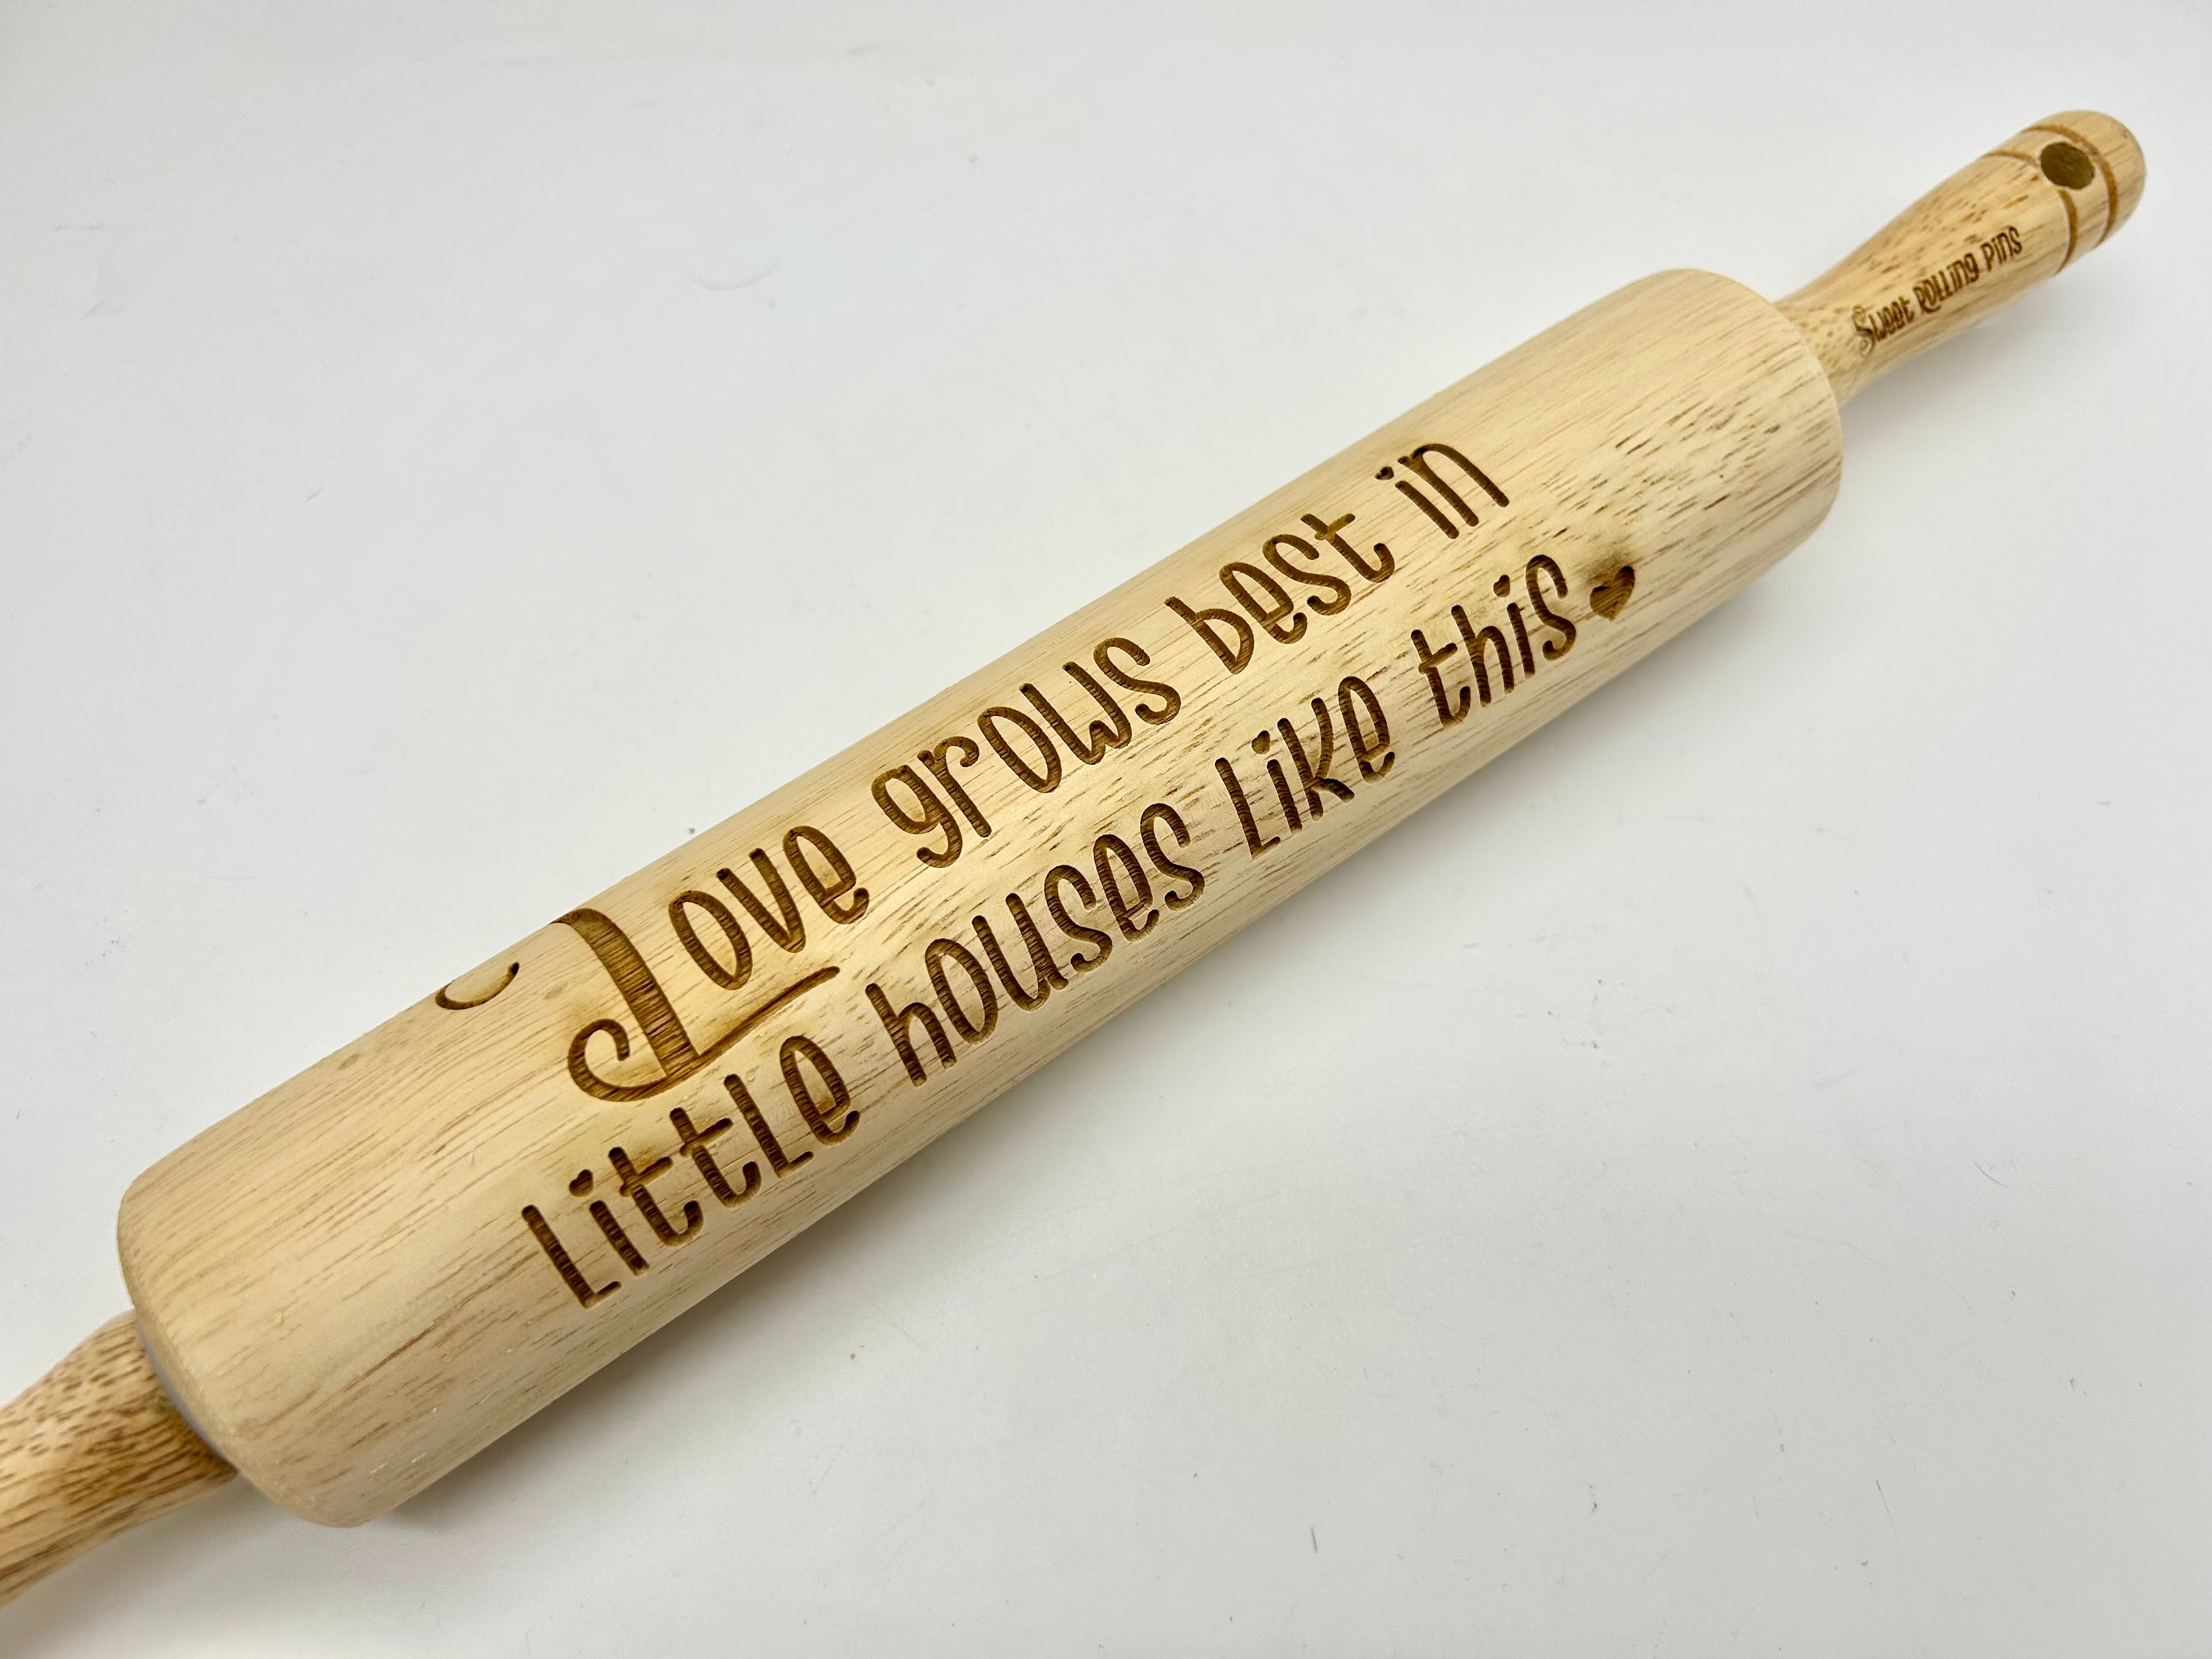 Love grows best in
little houses like this
Sweet Rolling Pins